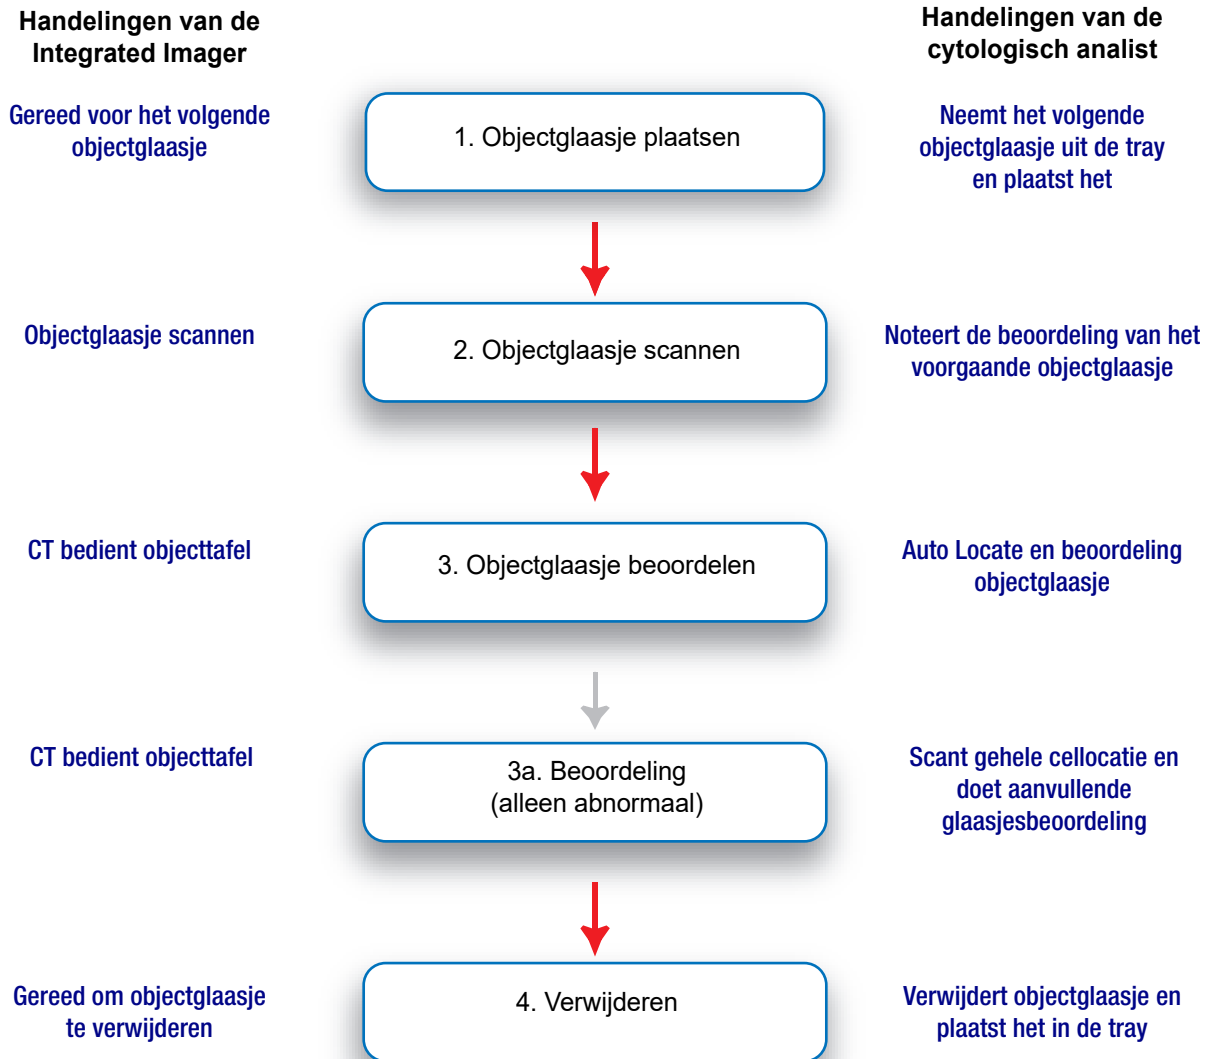 Handelingen van de
Integrated Imager
Handelingen van de
cytologisch analist
Gereed voor het volgende
objectglaasje
1. Objectglaasje plaatsen
Neemt het volgende
objectglaasje uit de tray
en plaatst het
Objectglaasje scannen
2. Objectglaasje scannen
Noteert de beoordeling van het
voorgaande objectglaasje
CT bedient objecttafel
3. Objectglaasje beoordelen
Auto Locate en beoordeling
objectglaasje
CT bedient objecttafel
3a. Beoordeling
(alleen abnormaal)
Scant gehele cellocatie en
doet aanvullende
glaasjesbeoordeling
Gereed om objectglaasje
te verwijderen
4. Verwijderen
Verwijdert objectglaasje en
plaatst het in de tray